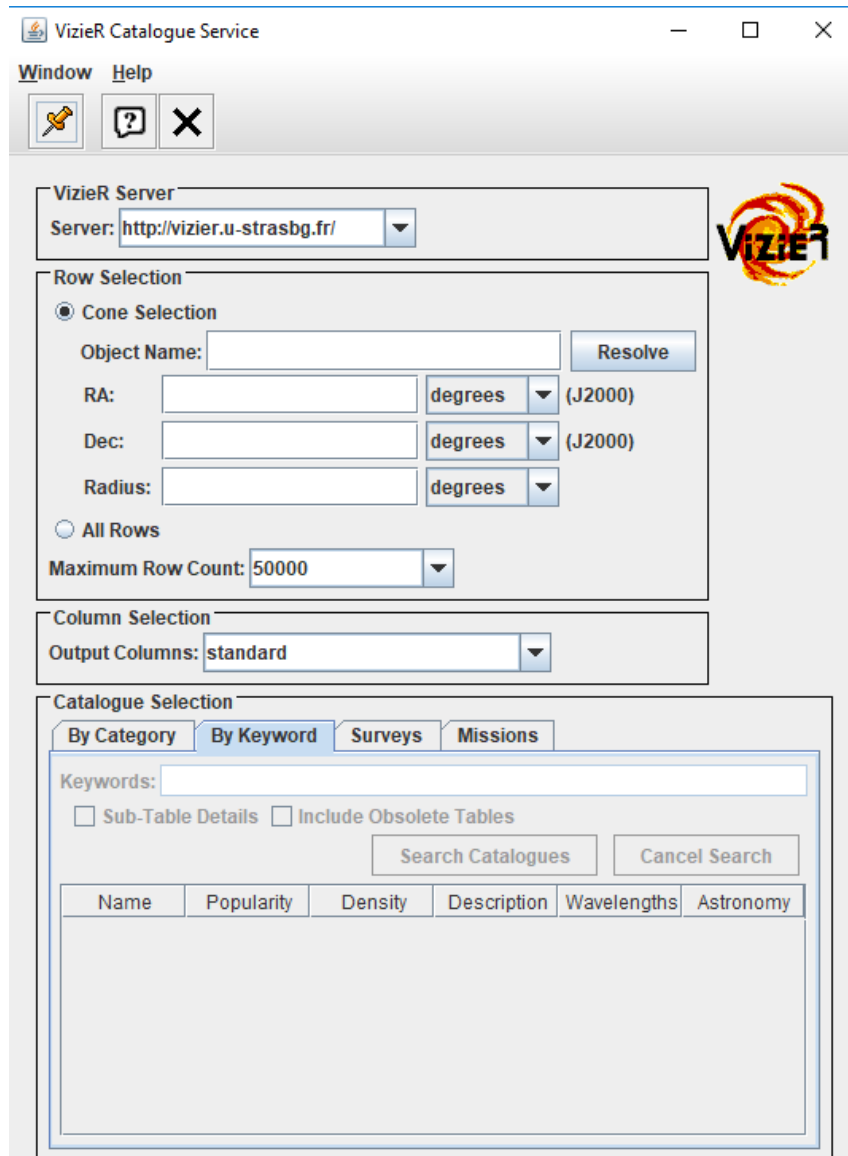 VizieR Catalogue Service
Window Help
VizieR Server
Server: http://vizier.u-strasbg.fr/
VizieR
Row Selection
Cone Selection
Object Name: Resolve
RA: degrees (J2000)
Dec: degrees (J2000)
Radius: degrees
All Rows
Maximum Row Count: 50000
Column Selection
Output Columns: standard
Catalogue Selection
By Category By Keyword Surveys Missions
Keywords:
Sub-Table Details Include Obsolete Tables
Search Catalogues Cancel Search
Name Popularity Density Description Wavelengths Astronomy